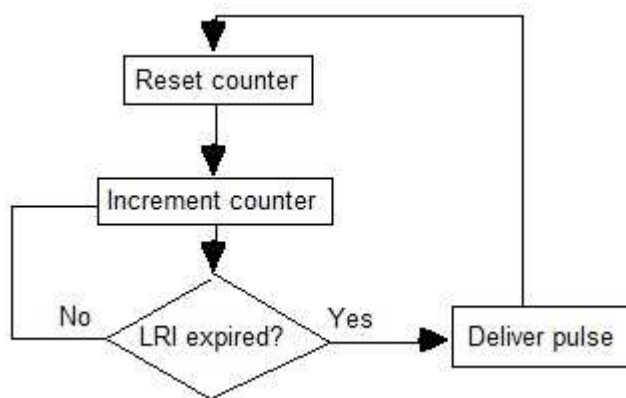 Reset counter
Increment counter
No
LRI expired?
Yes
Deliver pulse